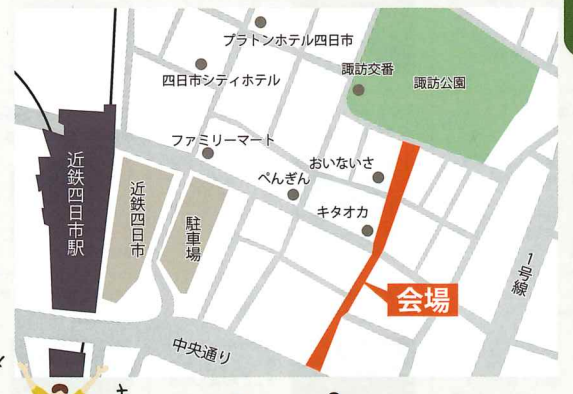 プラトンホテル四日市
四日市シティホテル
諏訪交番
諏訪公園
ファミリーマート
おいないさ
ぺんぎん
キタオカ
近鉄四日市駅
近鉄四日市
駐車場
1号線
会場
中央通り